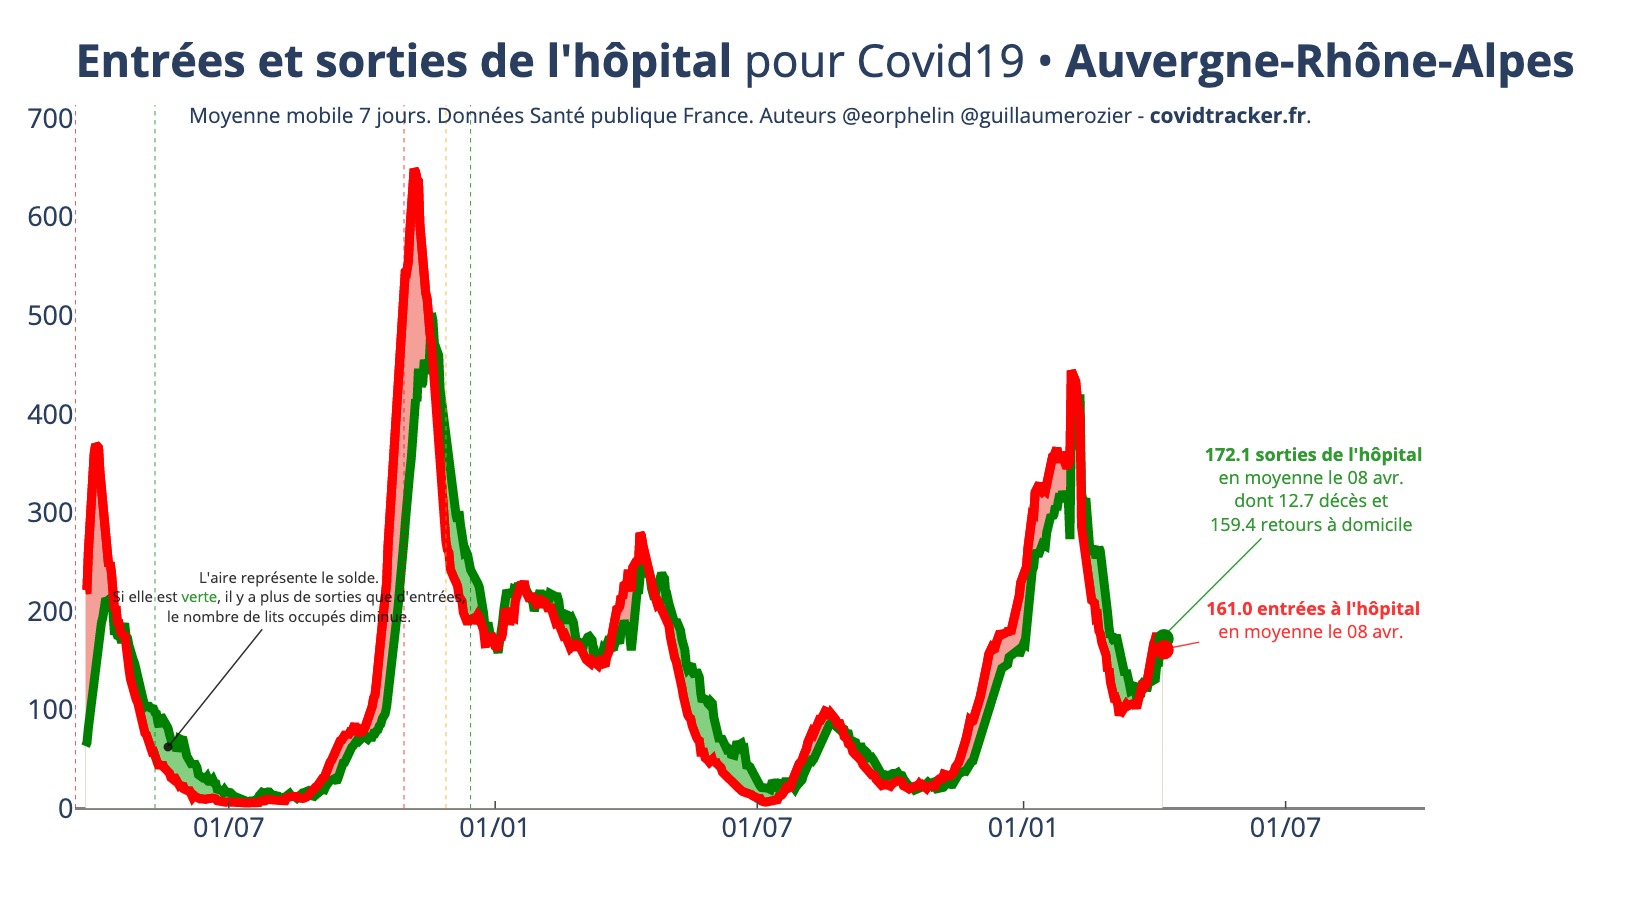 Entrées et sorties de l'hôpital pour Covid19 • Auvergne-Rhône-Alpes
Moyenne mobile 7 jours. Données Santé publique France. Auteurs @eorphelin @guillaumerozier - covidtracker.fr.
700
600
500
400
300
200
100
0
L'aire représente le solde.
Si elle est verte, il y a plus de sorties que d'entrées,
le nombre de lits occupés diminue.
172.1 sorties de l'hôpital
en moyenne le 08 avr.
dont 12.7 décès et
159.4 retours à domicile
161.0 entrées à l'hôpital
en moyenne le 08 avr.
01/07
01/01
01/07
01/01
01/07